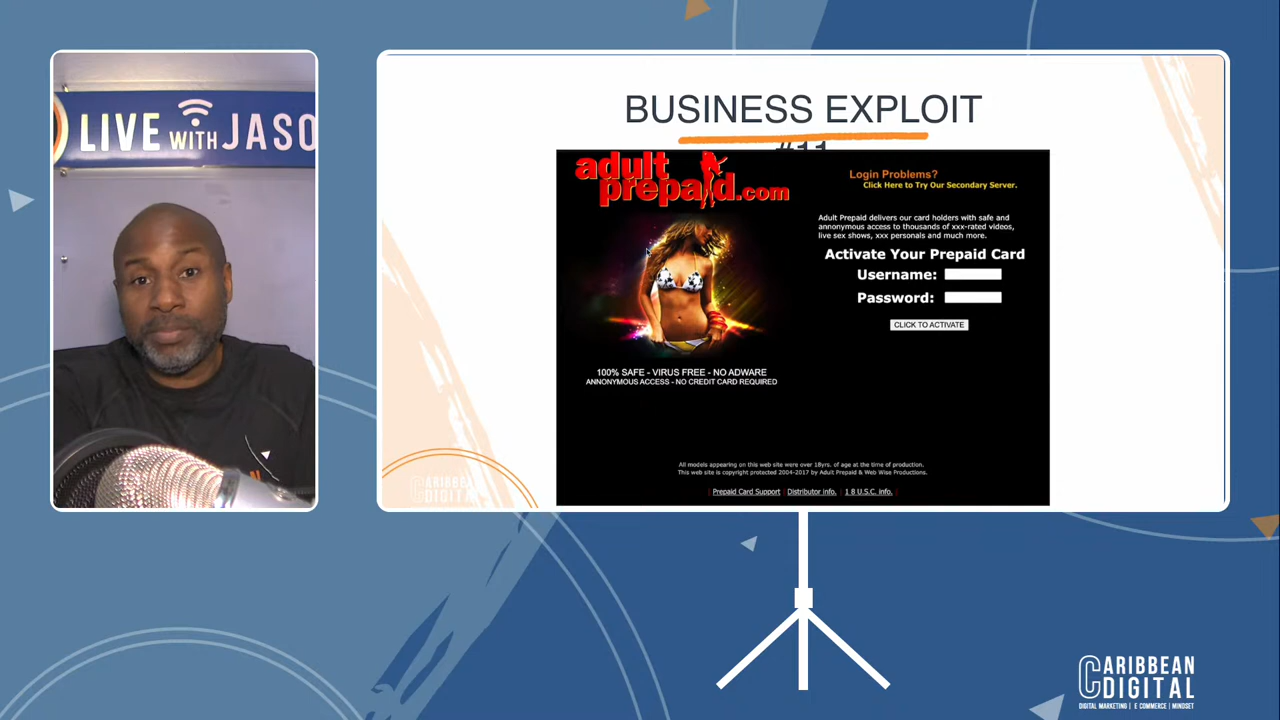 LIVE WITH JASO
BUSINESS EXPLOIT
#11
adult
prepaid.com
Login Problems?
Click Here to Try Our Secondary Server.
Adult Prepaid delivers our card holders with safe and
annonymous access to thousands of xxx-rated videos,
live sex shows, xxx personals and much more.
Activate Your Prepaid Card
Username:
Password:
CLICK TO ACTIVATE
100% SAFE - VIRUS FREE - NO ADWARE
ANNONYMOUS ACCESS - NO CREDIT CARD REQUIRED
All models appearing on this web site were over 18yrs. of age at the time of production.
This web site is copyright protected 2004-2017 by Adult Prepaid & Web Wise Productions.
| Prepaid Card Support | Distributor info. | 1 8 U.S.C. info. |
CARIBBEAN
DIGITAL
CARIBBEAN
DIGITAL
DIGITAL MARKETING | E COMMERCE | MINDSET